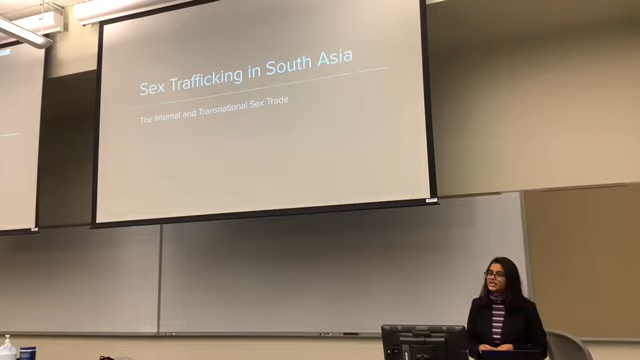 Sex Trafficking in South Asia
The Internal and Transnational Sex Trade